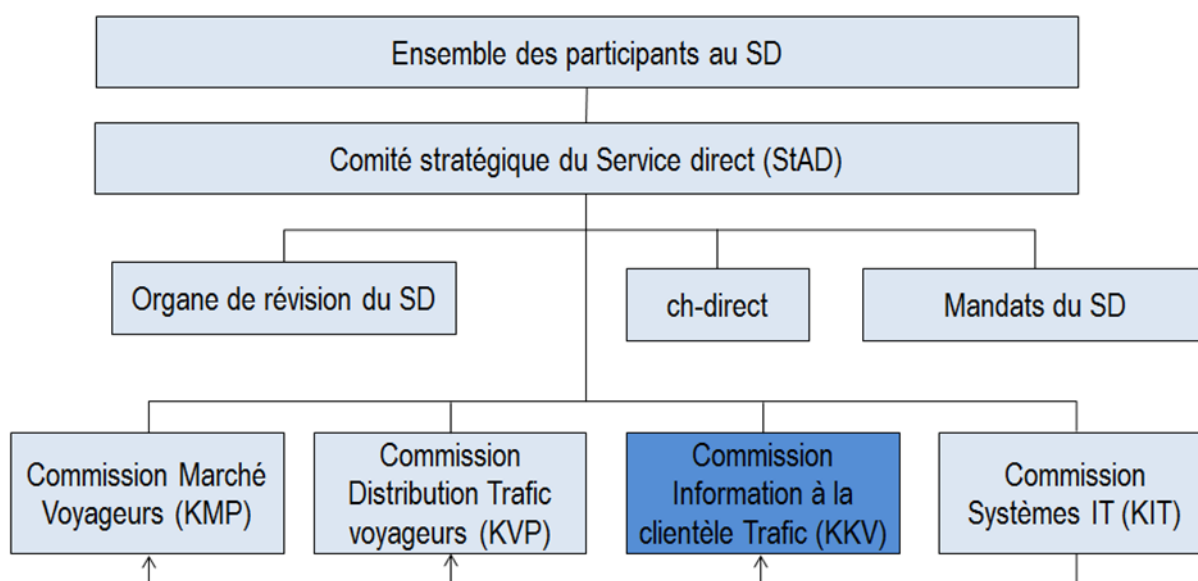 Ensemble des participants au SD
Comité stratégique du Service direct (StAD)
Organe de révision du SD
ch-direct
Mandats du SD
Commission Marché
Voyageurs (KMP)
Commission
Distribution Trafic
voyageurs (KVP)
Commission
Information à la
clientèle Trafic (KKV)
Commission
Systèmes IT (KIT)